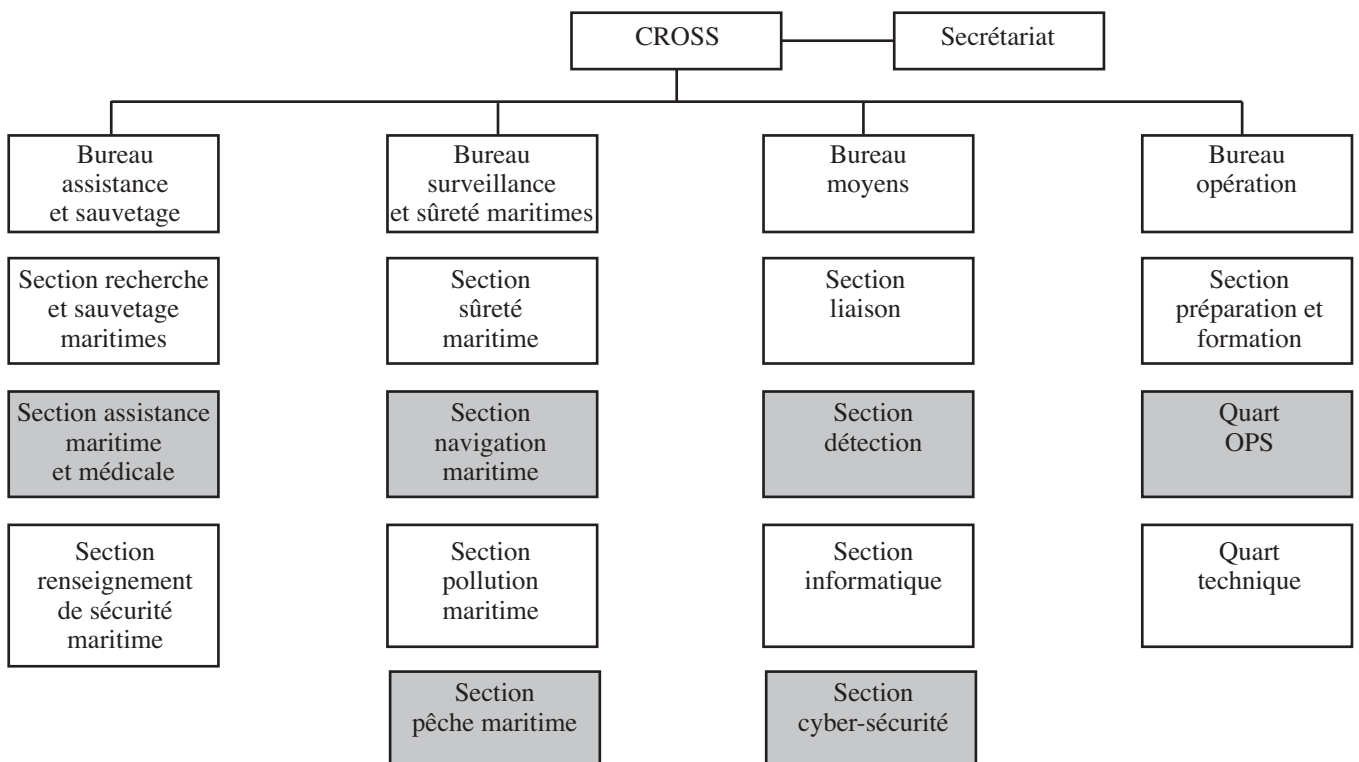 CROSS
Secrétariat
Bureau
assistance
et sauvetage
Bureau
surveillance
et sûreté maritimes
Bureau
moyens
Bureau
opération
Section recherche
et sauvetage
maritimes
Section
sûreté
maritime
Section
liaison
Section
préparation et
formation
Section assistance
maritime
et médicale
Section
navigation
maritime
Section
détection
Quart
OPS
Section
renseignement
de sécurité
maritime
Section
pollution
maritime
Section
informatique
Quart
technique
Section
pêche maritime
Section
cyber-sécurité